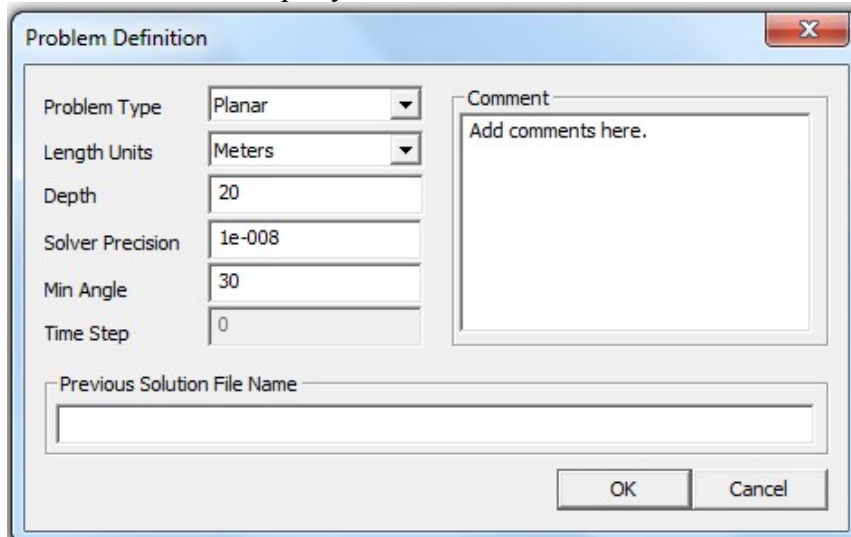 Problem Definition
Problem Type Planar
Length Units Meters
Depth 20
Solver Precision 1e-008
Min Angle 30
Time Step 0
Comment
Add comments here.
Previous Solution File Name
OK Cancel